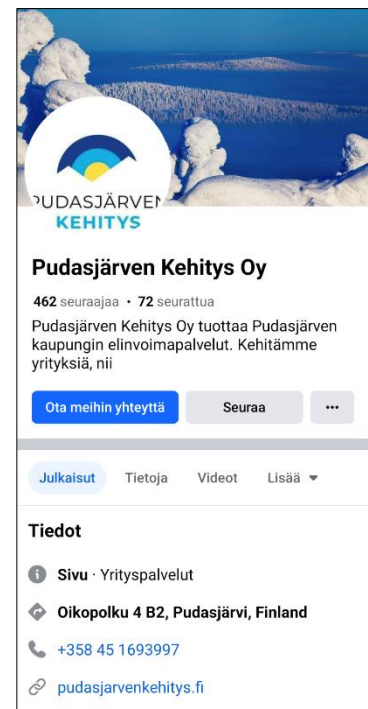 PUDASJÄRVEN
KEHITYS
Pudasjärven Kehitys Oy
462 seuraajaa • 72 seurattua
Pudasjärven Kehitys Oy tuottaa Pudasjärven
kaupungin elinvoimapalvelut. Kehitämme
yrityksiä, nii
Ota meihin yhteyttä
Seuraa
...
Julkaisut Tietoja Videot Lisää
Tiedot
Sivu · Yrityspalvelut
Oikopolku 4 B2, Pudasjärvi, Finland
+358 45 1693997
pudasjarvenkehitys.fi